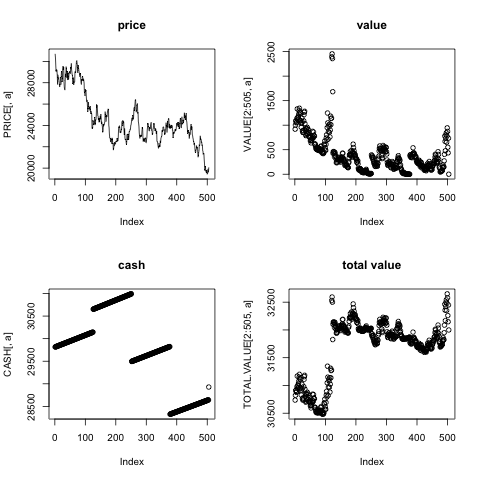 price
PRICE[, a]
20000 24000 28000
0 100 200 300 400 500
Index
value
VALUE[2:505, a]
0 500 1500 2500
0 100 200 300 400 500
Index
cash
CASH[, a]
28500 29500 30500
0 100 200 300 400 500
Index
total value
TOTAL.VALUE[2:505, a]
30500 31500 32500
0 100 200 300 400 500
Index